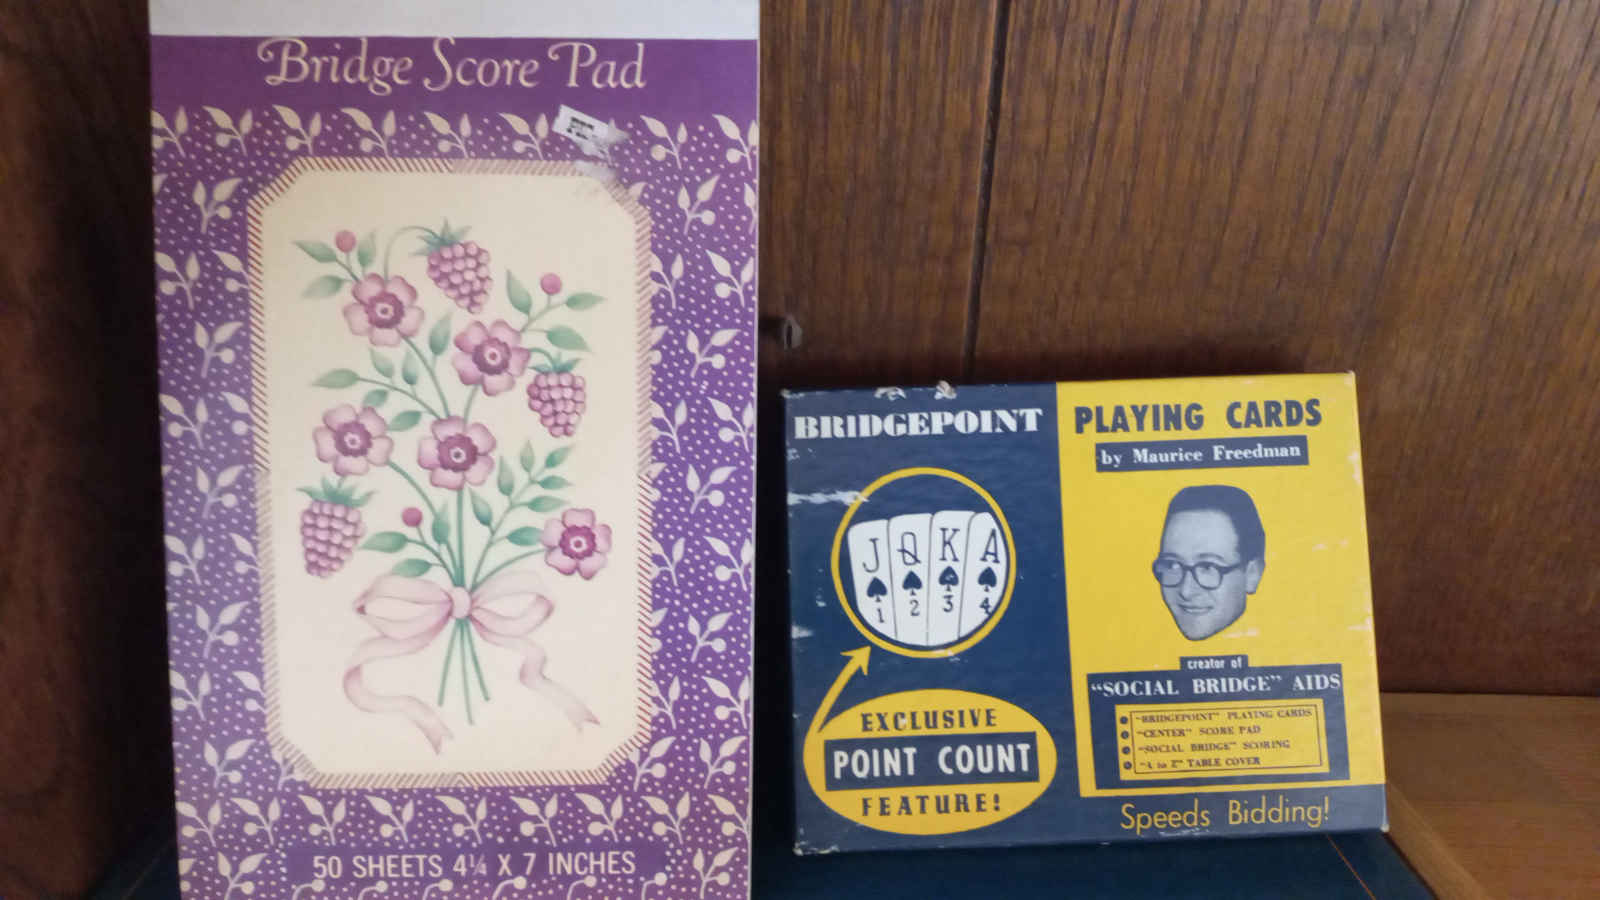 Bridge Score Pad
50 SHEETS 4¼ X 7 INCHES
BRIDGEPOINT
J Q K A
1 2 3 4
EXCLUSIVE
POINT COUNT
FEATURE!
PLAYING CARDS
by Maurice Freedman
creator of
"SOCIAL BRIDGE" AIDS
"BRIDGEPOINT" PLAYING CARDS
"CENTER" SCORE PAD
"SOCIAL BRIDGE" SCORING
"A to Z" TABLE COVER
Speeds Bidding!